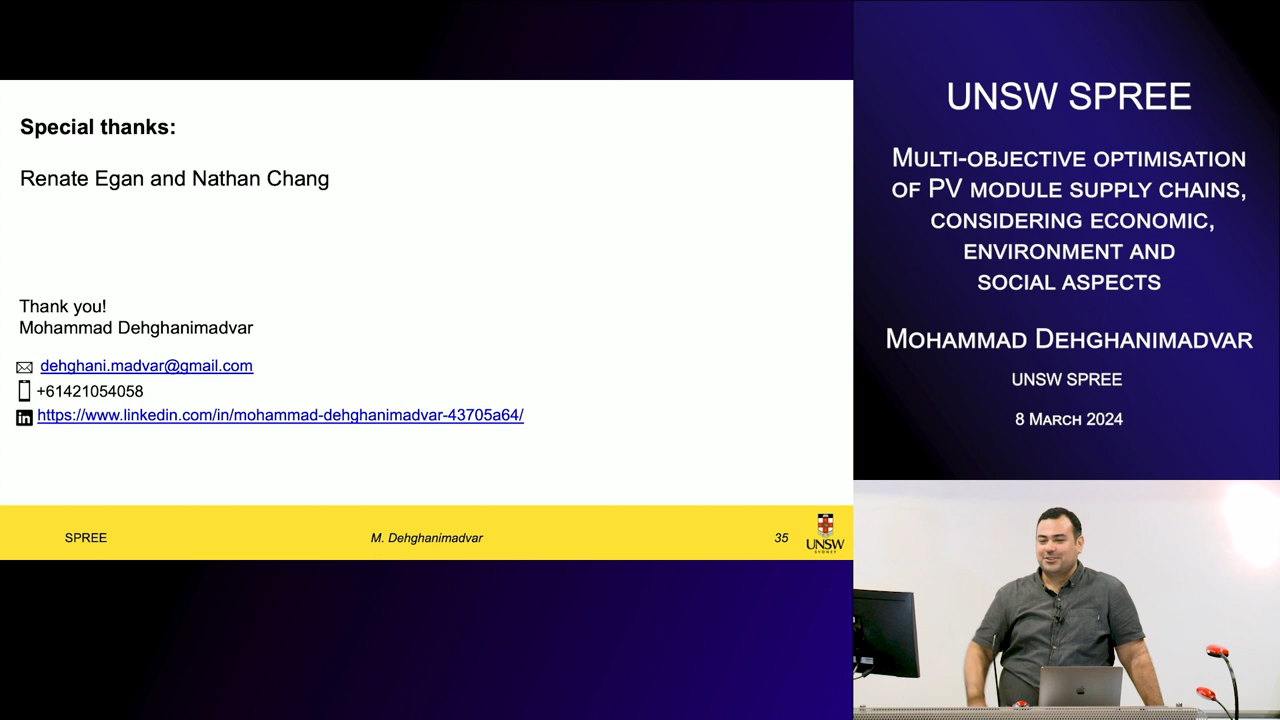 Special thanks:
Renate Egan and Nathan Chang
Thank you!
Mohammad Dehghanimadvar
dehghani.madvar@gmail.com
+61421054058
in https://www.linkedin.com/in/mohammad-dehghanimadvar-43705a64/
SPREE M. Dehghanimadvar 35
UNSW
SYDNEY
UNSW SPREE
MULTI-OBJECTIVE OPTIMISATION
OF PV MODULE SUPPLY CHAINS,
CONSIDERING ECONOMIC,
ENVIRONMENT AND
SOCIAL ASPECTS
MOHAMMAD DEHGHANIMADVAR
UNSW SPREE
8 MARCH 2024